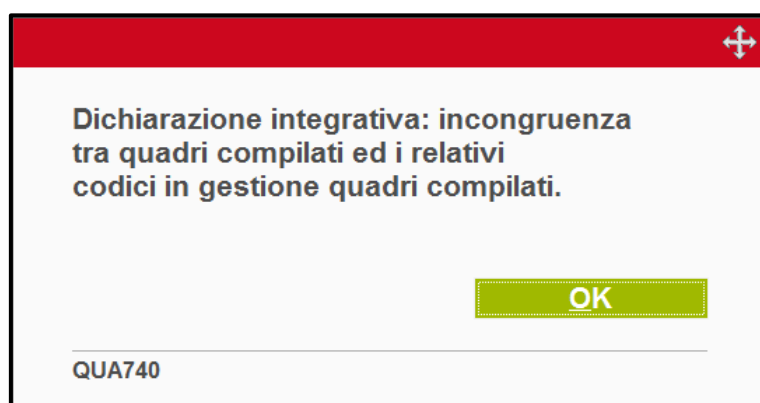 Dichiarazione integrativa: incongruenza
tra quadri compilati ed i relativi
codici in gestione quadri compilati.
OK
QUA740